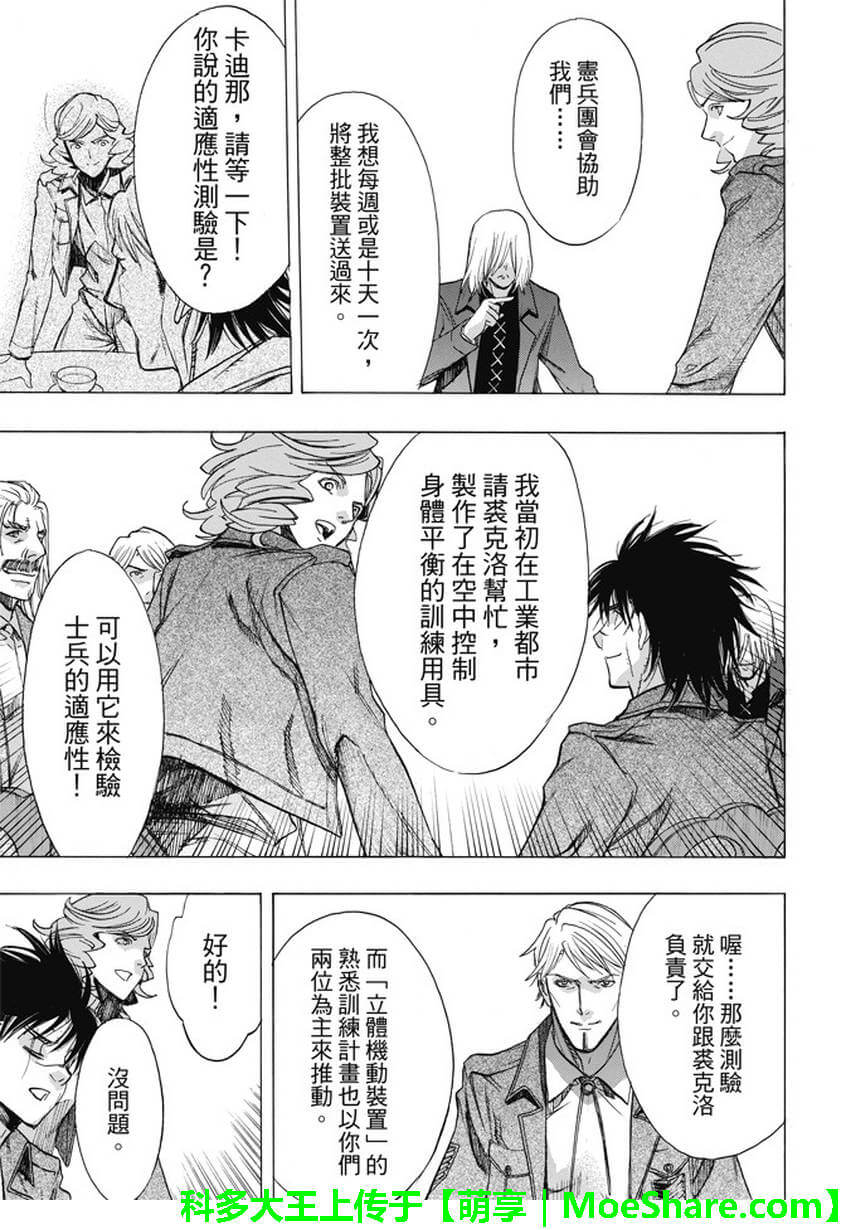 憲兵團會協助
我們……
我想每週或是十天一次，
將整批裝置送過來。
卡迪那，請等一下！
你說的適應性測驗是？
我當初在工業都市
請裘克洛幫忙，
製作了在空中控制
身體平衡的訓練用具。
可以用它來檢驗
士兵的適應性！
喔……那麼測驗
就交給你跟裘克洛
負責了。
而「立體機動裝置」的
熟悉訓練計畫也以你們
兩位為主來推動。
好的！
沒問題。
科多大王上传于【萌享】MoeShare.com【萌享】